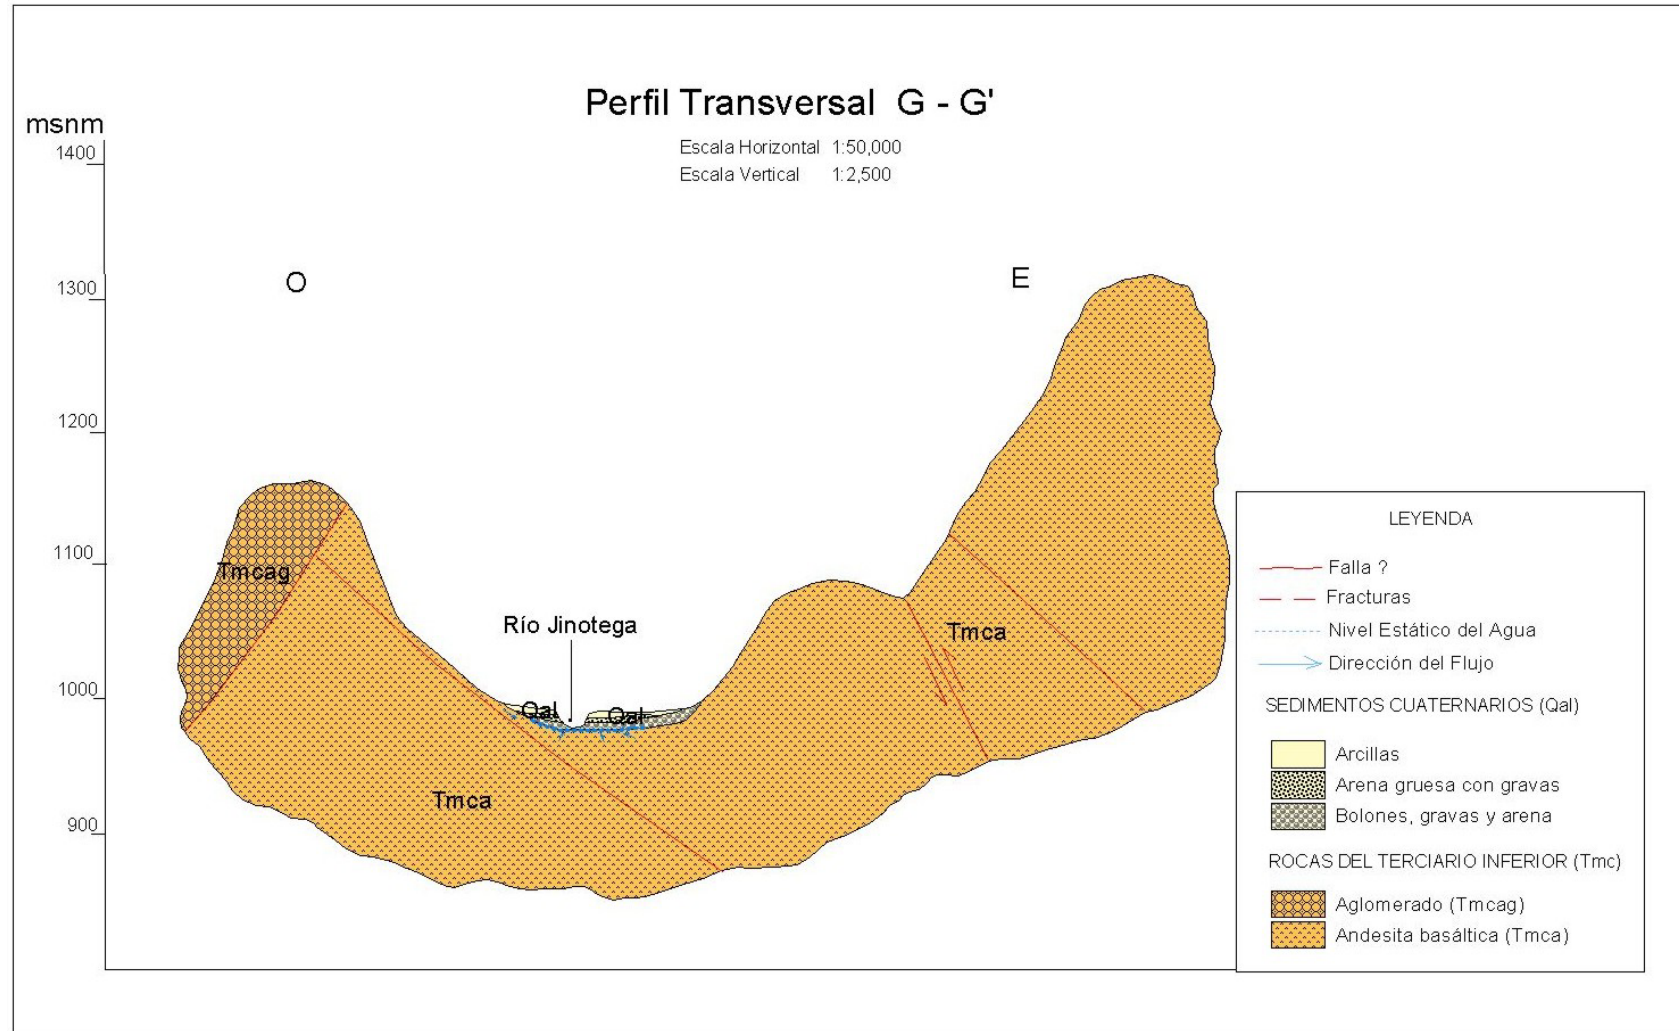 Perfil Transversal G - G'
msnm
Escala Horizontal 1:50,000
1400
Escala Vertical 1:2,500
O
E
1300
1200
1100
Tmcag
Río Jinotega
Tmca
1000
Qal
Qal
Tmca
900
LEYENDA
Falla ?
Fracturas
Nivel Estático del Agua
Dirección del Flujo
SEDIMENTOS CUATERNARIOS (Qal)
Arcillas
Arena gruesa con gravas
Bolones, gravas y arena
ROCAS DEL TERCIARIO INFERIOR (Tmc)
Aglomerado (Tmcag)
Andesita basáltica (Tmca)